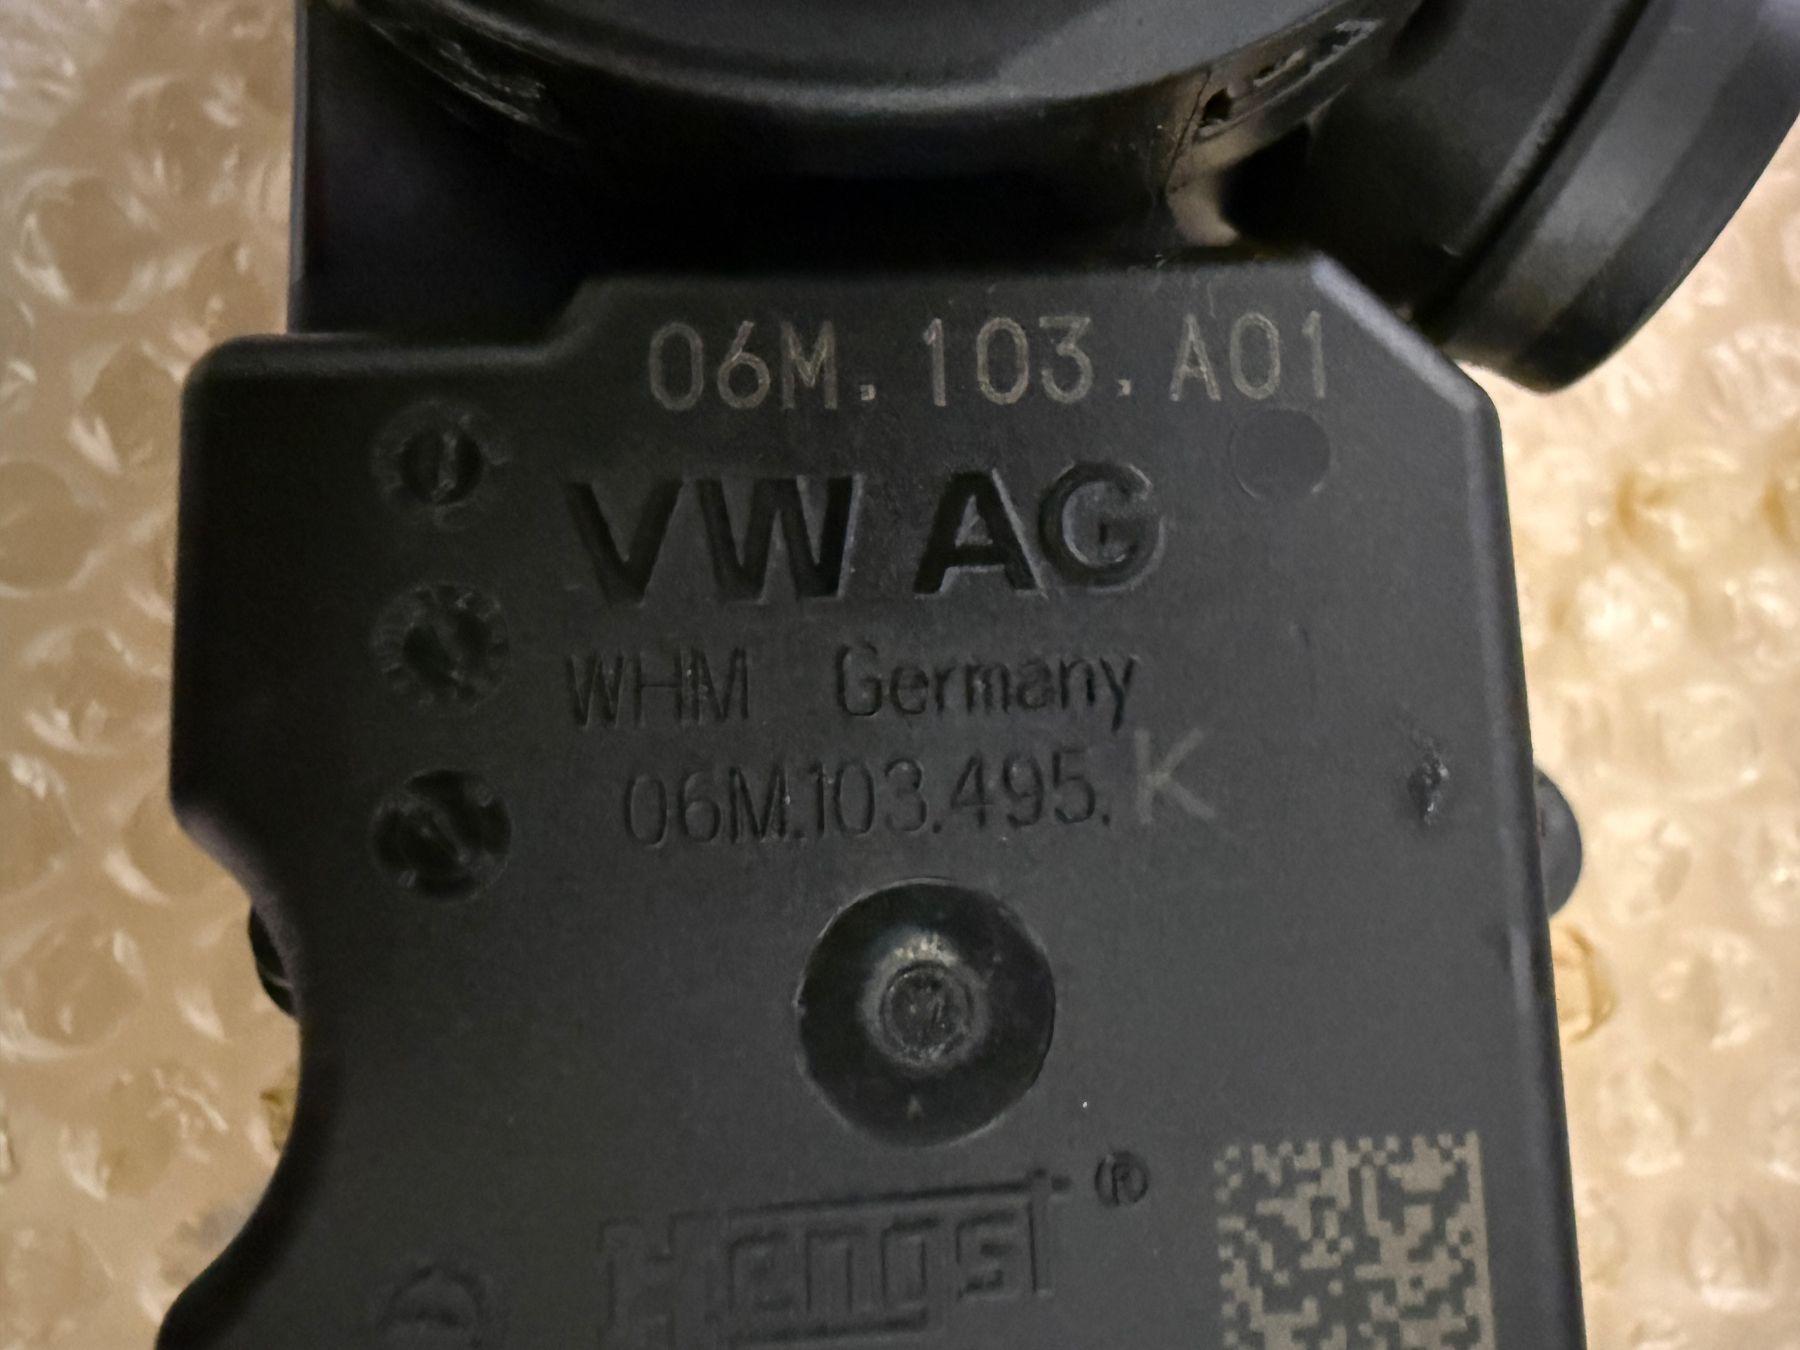 06M.103.A01
VW AG
WHM Germany
06M.103.495.K
Hengst®